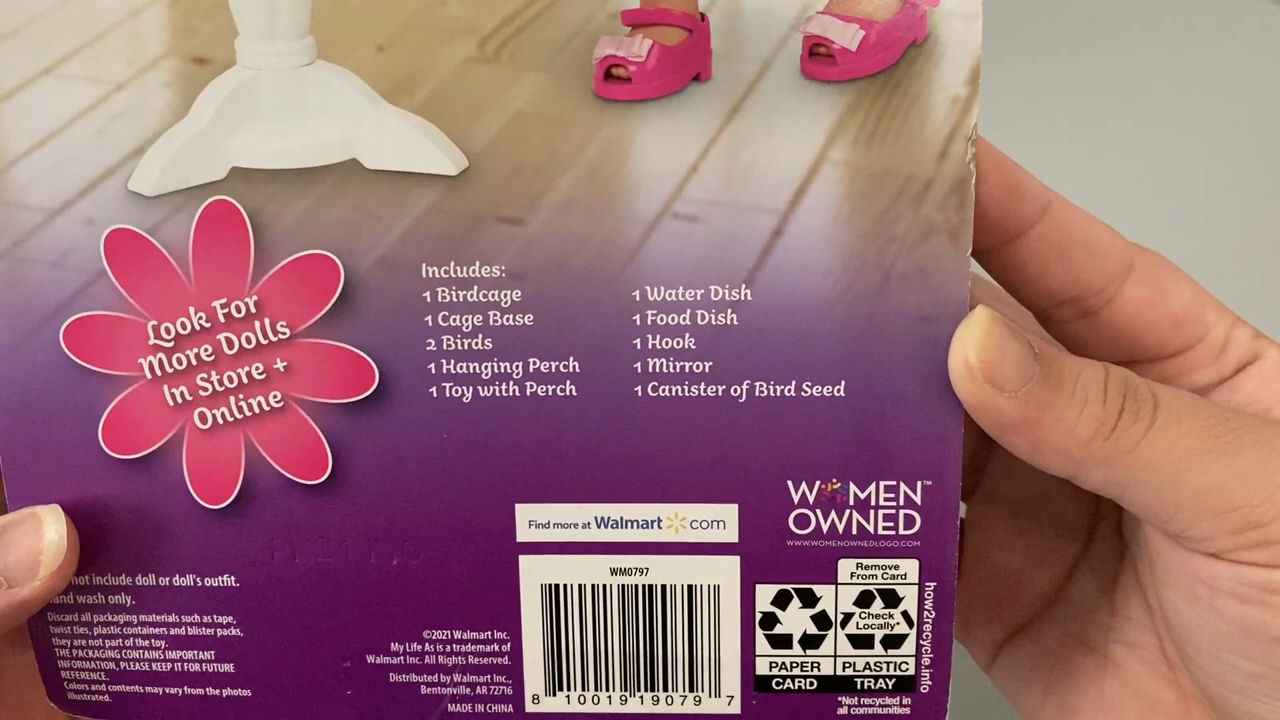 Look For
More Dolls
In Store +
Online
Includes:
1 Birdcage
1 Cage Base
2 Birds
1 Hanging Perch
1 Toy with Perch
1 Water Dish
1 Food Dish
1 Hook
1 Mirror
1 Canister of Bird Seed
WOMEN™
OWNED
WWW.WOMENOWNEDLOGO.COM
Find more at Walmart com
not include doll or doll's outfit.
and wash only.
Discard all packaging materials such as tape,
twist ties, plastic containers and blister packs,
they are not part of the toy.
THE PACKAGING CONTAINS IMPORTANT
INFORMATION, PLEASE KEEP IT FOR FUTURE
REFERENCE.
Colors and contents may vary from the photos
illustrated.
©2021 Walmart Inc.
My Life As is a trademark of
Walmart Inc. All Rights Reserved.
Distributed by Walmart Inc.,
Bentonville, AR 72716
MADE IN CHINA
WM0797
8 10019 19079 7
Remove
From Card
Check
Locally*
PAPER
CARD
PLASTIC
TRAY
*Not recycled in
all communities
how2recycle.info